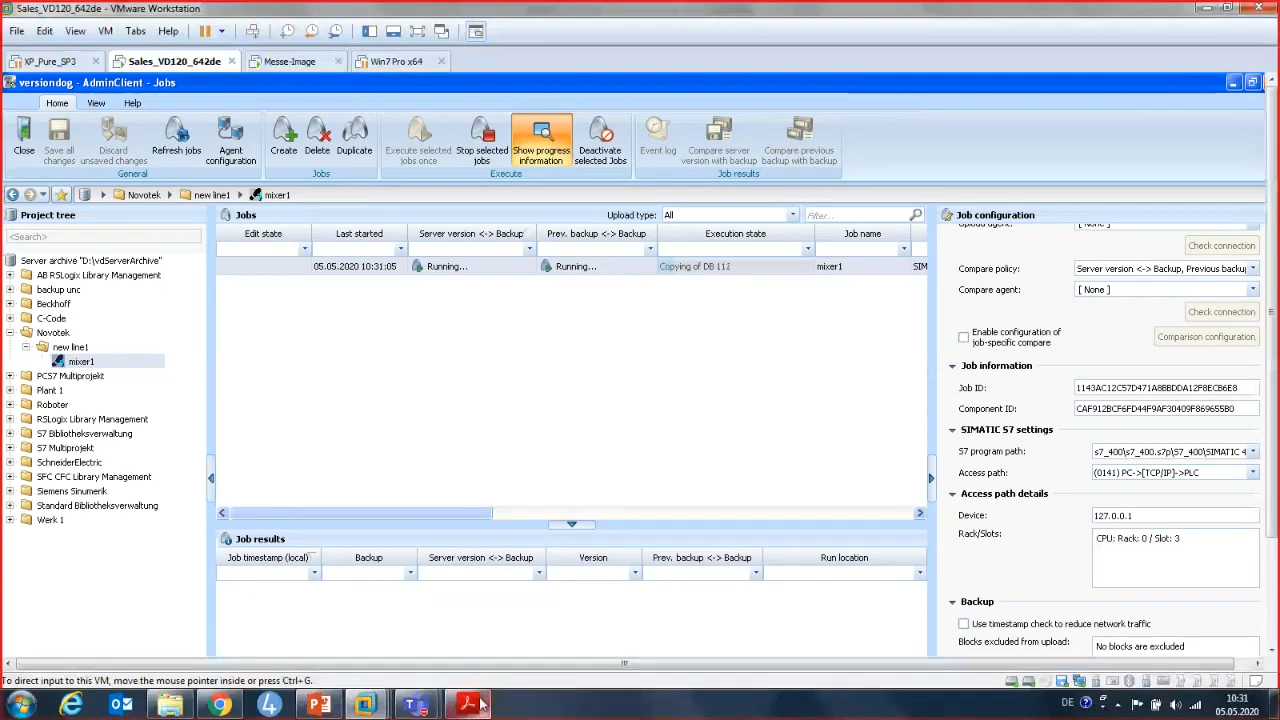 Sales_VD120_642de - VMware Workstation
File Edit View VM Tabs Help
XP_Pure_SP3 Sales_VD120_642de Messe-Image Win7 Pro x64
versiondog - AdminClient - Jobs
Home View Help
Close Save all changes Discard unsaved changes Refresh jobs Agent configuration Create Delete Duplicate Execute selected jobs once Stop selected jobs Show progress information Deactivate selected Jobs Event log Compare server version with backup Compare previous backup with backup
General Jobs Execute Job results
Novotek new line1 mixer1
Project tree
<Search>
Server archive "D:\vdServerArchive"
AB RSLogix Library Management
backup unc
Beckhoff
C-Code
Novotek
new line1
mixer1
PCS7 Multiprojekt
Plant 1
Roboter
RSLogix Library Management
S7 Bibliotheksverwaltung
S7 Multiprojekt
SchneiderElectric
SFC CFC Library Management
Siemens Sinumerik
Standard Bibliotheksverwaltung
Werk 1
Jobs Upload type: All Filter...
Edit state Last started Server version <-> Backup Prev. backup <-> Backup Execution state Job name
05.05.2020 10:31:05 Running... Running... Copying of DB 112 mixer1 SIM
Job results
Job timestamp (local) Backup Server version <-> Backup Version Prev. backup <-> Backup Run location
Job configuration
Upload agent: [ None ]
Check connection
Compare policy: Server version <-> Backup, Previous backup
Compare agent: [ None ]
Check connection
Enable configuration of job-specific compare Comparison configuration
Job information
Job ID: 1143AC12C57D471A8BBDDA12F8ECB6E8
Component ID: CAF912BCF6FD44F9AF30409F869655B0
SIMATIC S7 settings
S7 program path: s7_400\s7_400.s7p\S7_400\SIMATIC 4
Access path: (0141) PC->[TCP/IP]->PLC
Access path details
Device: 127.0.0.1
Rack/Slots: CPU: Rack: 0 / Slot: 3
Backup
Use timestamp check to reduce network traffic
Blocks excluded from upload: No blocks are excluded
To direct input to this VM, move the mouse pointer inside or press Ctrl+G.
DE 10:31
05.05.2020